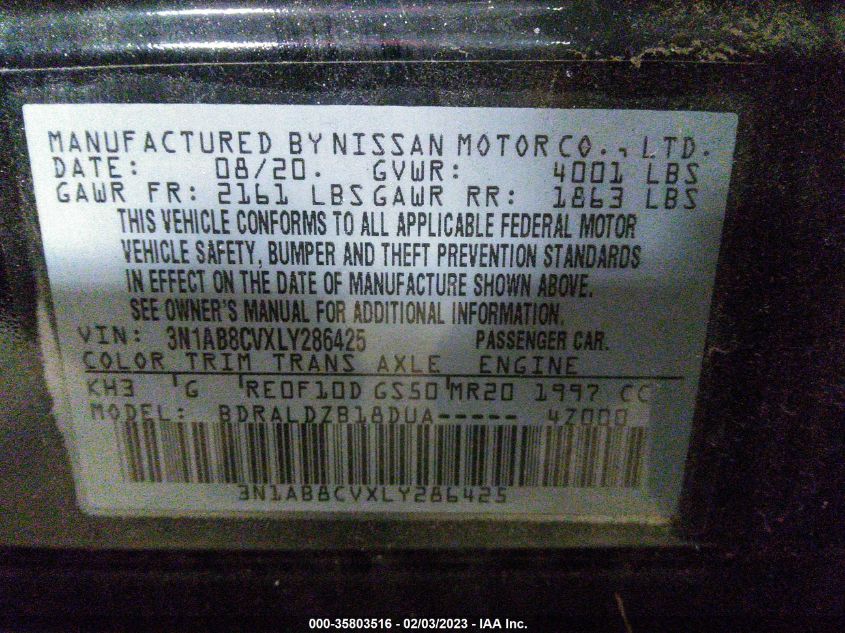 MANUFACTURED BY NISSAN MOTOR CO., LTD.
DATE: 08/20. GVWR: 4001 LBS
GAWR FR: 2161 LBS GAWR RR: 1863 LBS
THIS VEHICLE CONFORMS TO ALL APPLICABLE FEDERAL MOTOR
VEHICLE SAFETY, BUMPER AND THEFT PREVENTION STANDARDS
IN EFFECT ON THE DATE OF MANUFACTURE SHOWN ABOVE.
SEE OWNER'S MANUAL FOR ADDITIONAL INFORMATION.
VIN: 3N1AB8CVXLY286425 PASSENGER CAR.
COLOR TRIM TRANS AXLE ENGINE
KH3 'G 'RE0F10D GS50'MR20 1997 CC
MODEL: BDRALDZB18DUA----- 4Z000
3N1AB8CVXLY286425
000-35803516 - 02/03/2023 - IAA Inc.